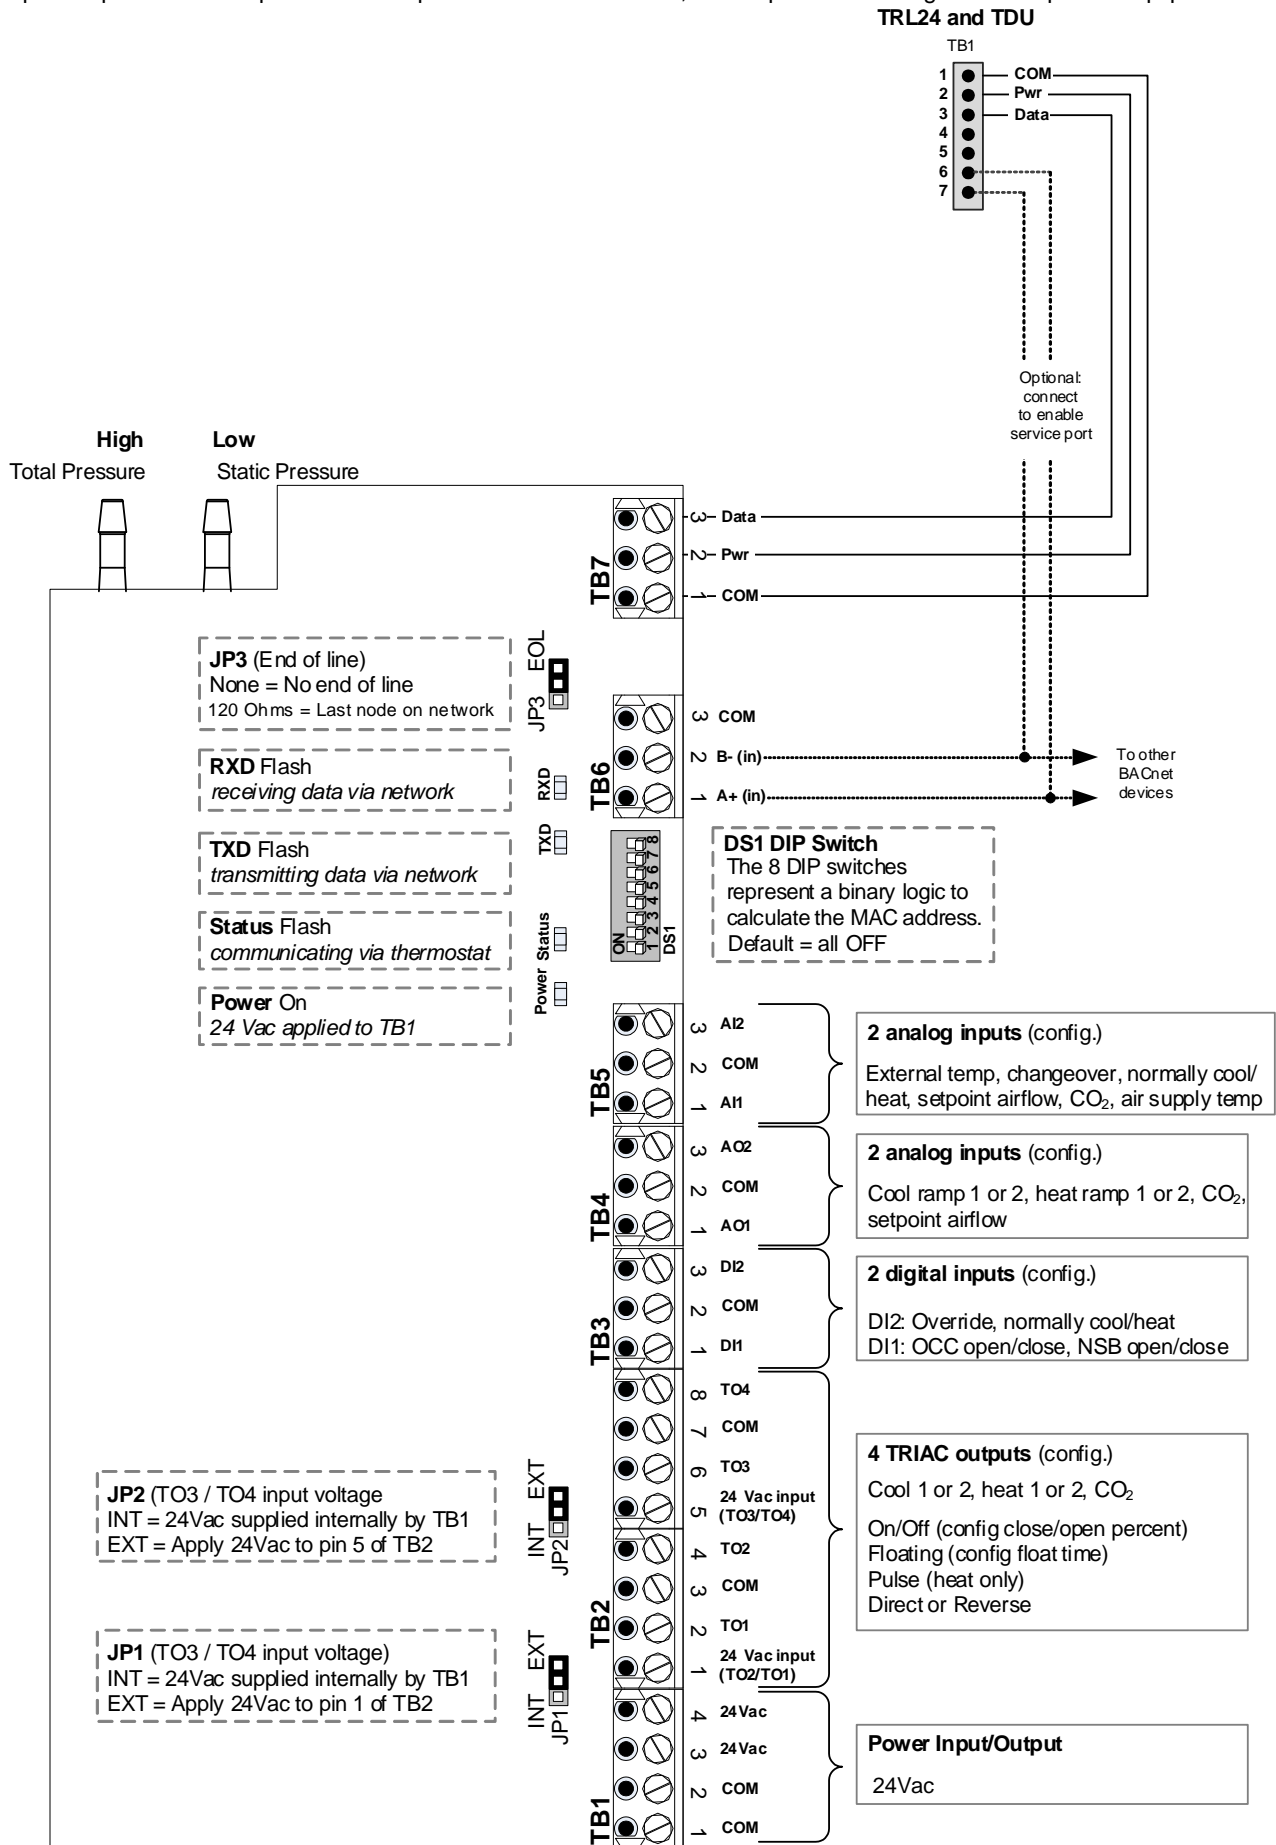 TRL24 and TDU
TB1
1 COM
2 Pwr
3 Data
4
5
6
7
Optional:
connect
to enable
service port
High Low
Total Pressure Static Pressure
TB7
3 Data
2 Pwr
1 COM
JP3 (End of line)
None = No end of line
120 Ohms = Last node on network
JP3 EOL
TB6
3 COM
2 B- (in)
1 A+ (in)
To other
BACnet
devices
RXD Flash
receiving data via network
RXD
TXD Flash
transmitting data via network
TXD
Status Flash
communicating via thermostat
Status
Power On
24 Vac applied to TB1
Power
ON
1 2 3 4 5 6 7 8
DS1
DS1 DIP Switch
The 8 DIP switches
represent a binary logic to
calculate the MAC address.
Default = all OFF
TB5
3 AI2
2 COM
1 AI1
2 analog inputs (config.)
External temp, changeover, normally cool/
heat, setpoint airflow, CO2, air supply temp
TB4
3 AO2
2 COM
1 AO1
2 analog inputs (config.)
Cool ramp 1 or 2, heat ramp 1 or 2, CO2,
setpoint airflow
TB3
3 DI2
2 COM
1 DI1
2 digital inputs (config.)
DI2: Override, normally cool/heat
DI1: OCC open/close, NSB open/close
TB2
8 TO4
7 COM
6 TO3
5 24 Vac input
(TO3/TO4)
4 TO2
3 COM
2 TO1
1 24 Vac input
(TO2/TO1)
4 TRIAC outputs (config.)
Cool 1 or 2, heat 1 or 2, CO2
On/Off (config close/open percent)
Floating (config float time)
Pulse (heat only)
Direct or Reverse
JP2 (TO3 / TO4 input voltage
INT = 24Vac supplied internally by TB1
EXT = Apply 24Vac to pin 5 of TB2
INT EXT
JP2
JP1 (TO3 / TO4 input voltage)
INT = 24Vac supplied internally by TB1
EXT = Apply 24Vac to pin 1 of TB2
INT EXT
JP1
TB1
4 24Vac
3 24Vac
2 COM
1 COM
Power Input/Output
24Vac